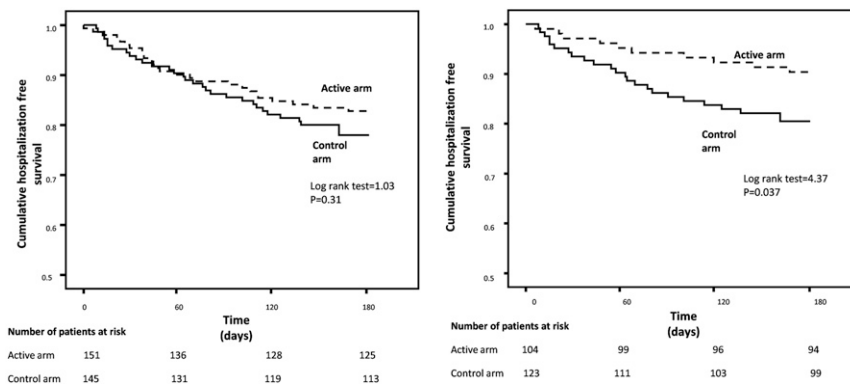 Cumulative hospitalization free
survival
1.0
0.9
0.8
0.7
0.6
0.5
Active arm
Control
arm
Log rank test=1.03
P=0.31
0
60
120
180
Time
(days)
Number of patients at risk
Active arm 151 136 128 125
Control arm 145 131 119 113
Cumulative hospitalization free
survival
1.0
0.9
0.8
0.7
0.6
0.5
Active arm
Control
arm
Log rank test=4.37
P=0.037
0
60
120
180
Time
(days)
Number of patients at risk
Active arm 104 99 96 94
Control arm 123 111 103 99